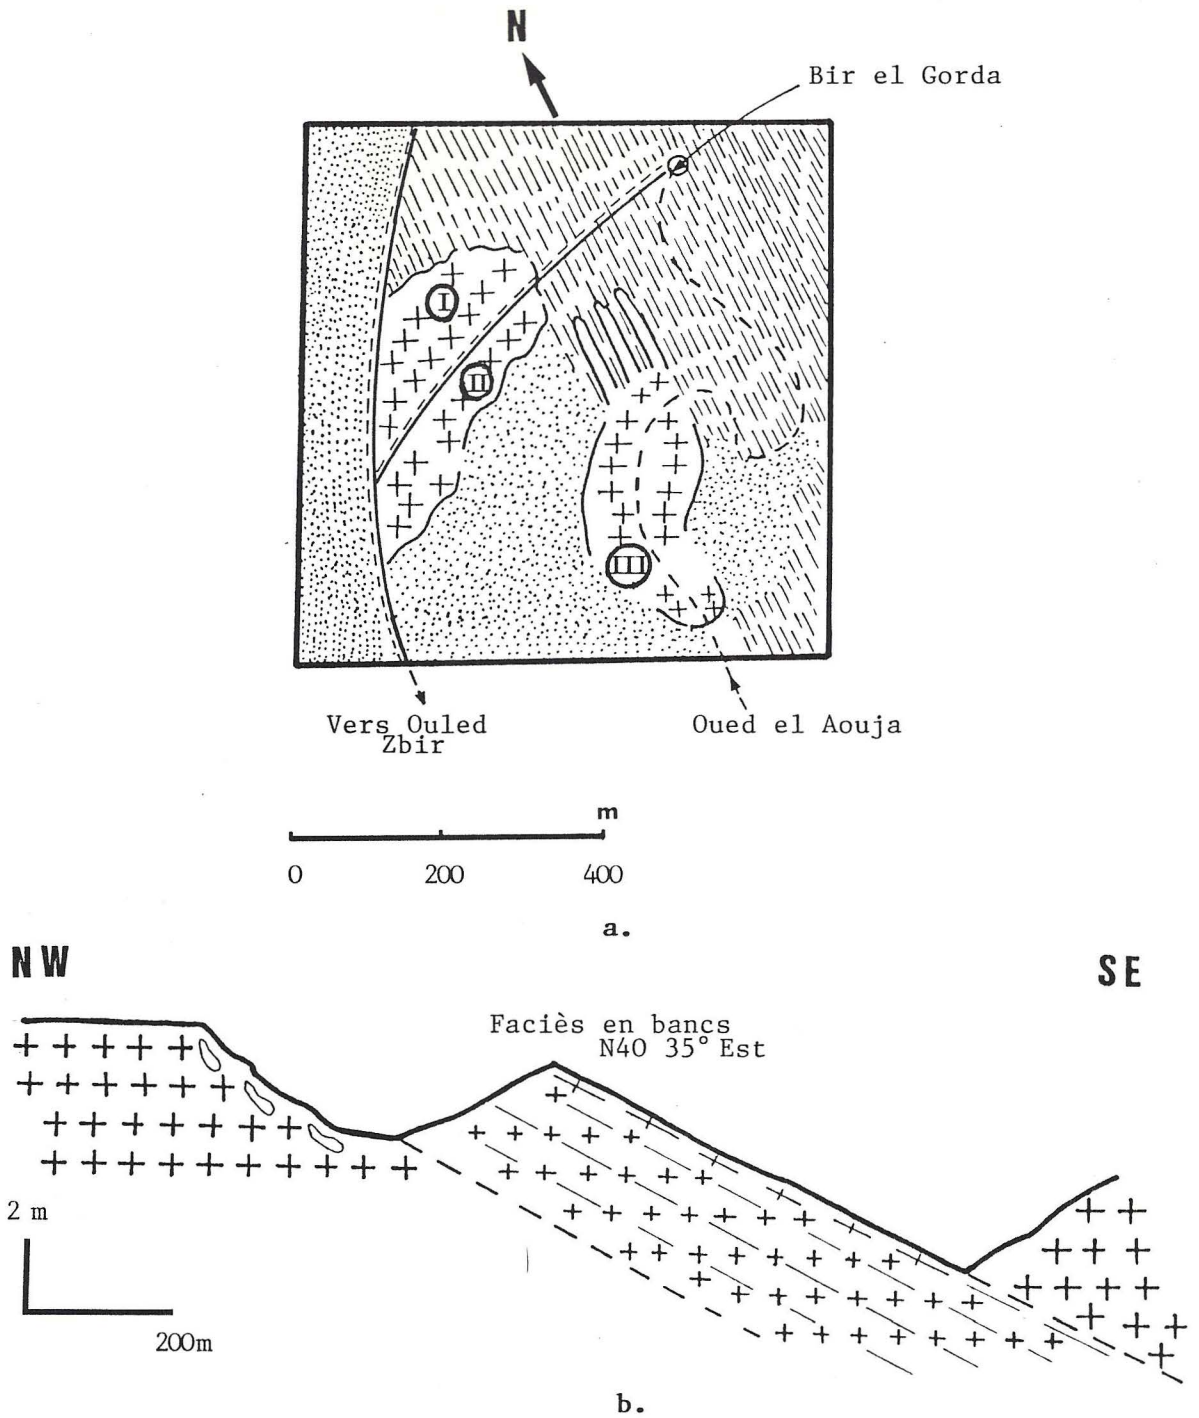 N
Bir el Gorda
I
II
III
Vers Ouled
Zbir
Oued el Aouja
m
0 200 400
a.
NW
SE
Faciès en bancs
N40 35° Est
2 m
200m
b.